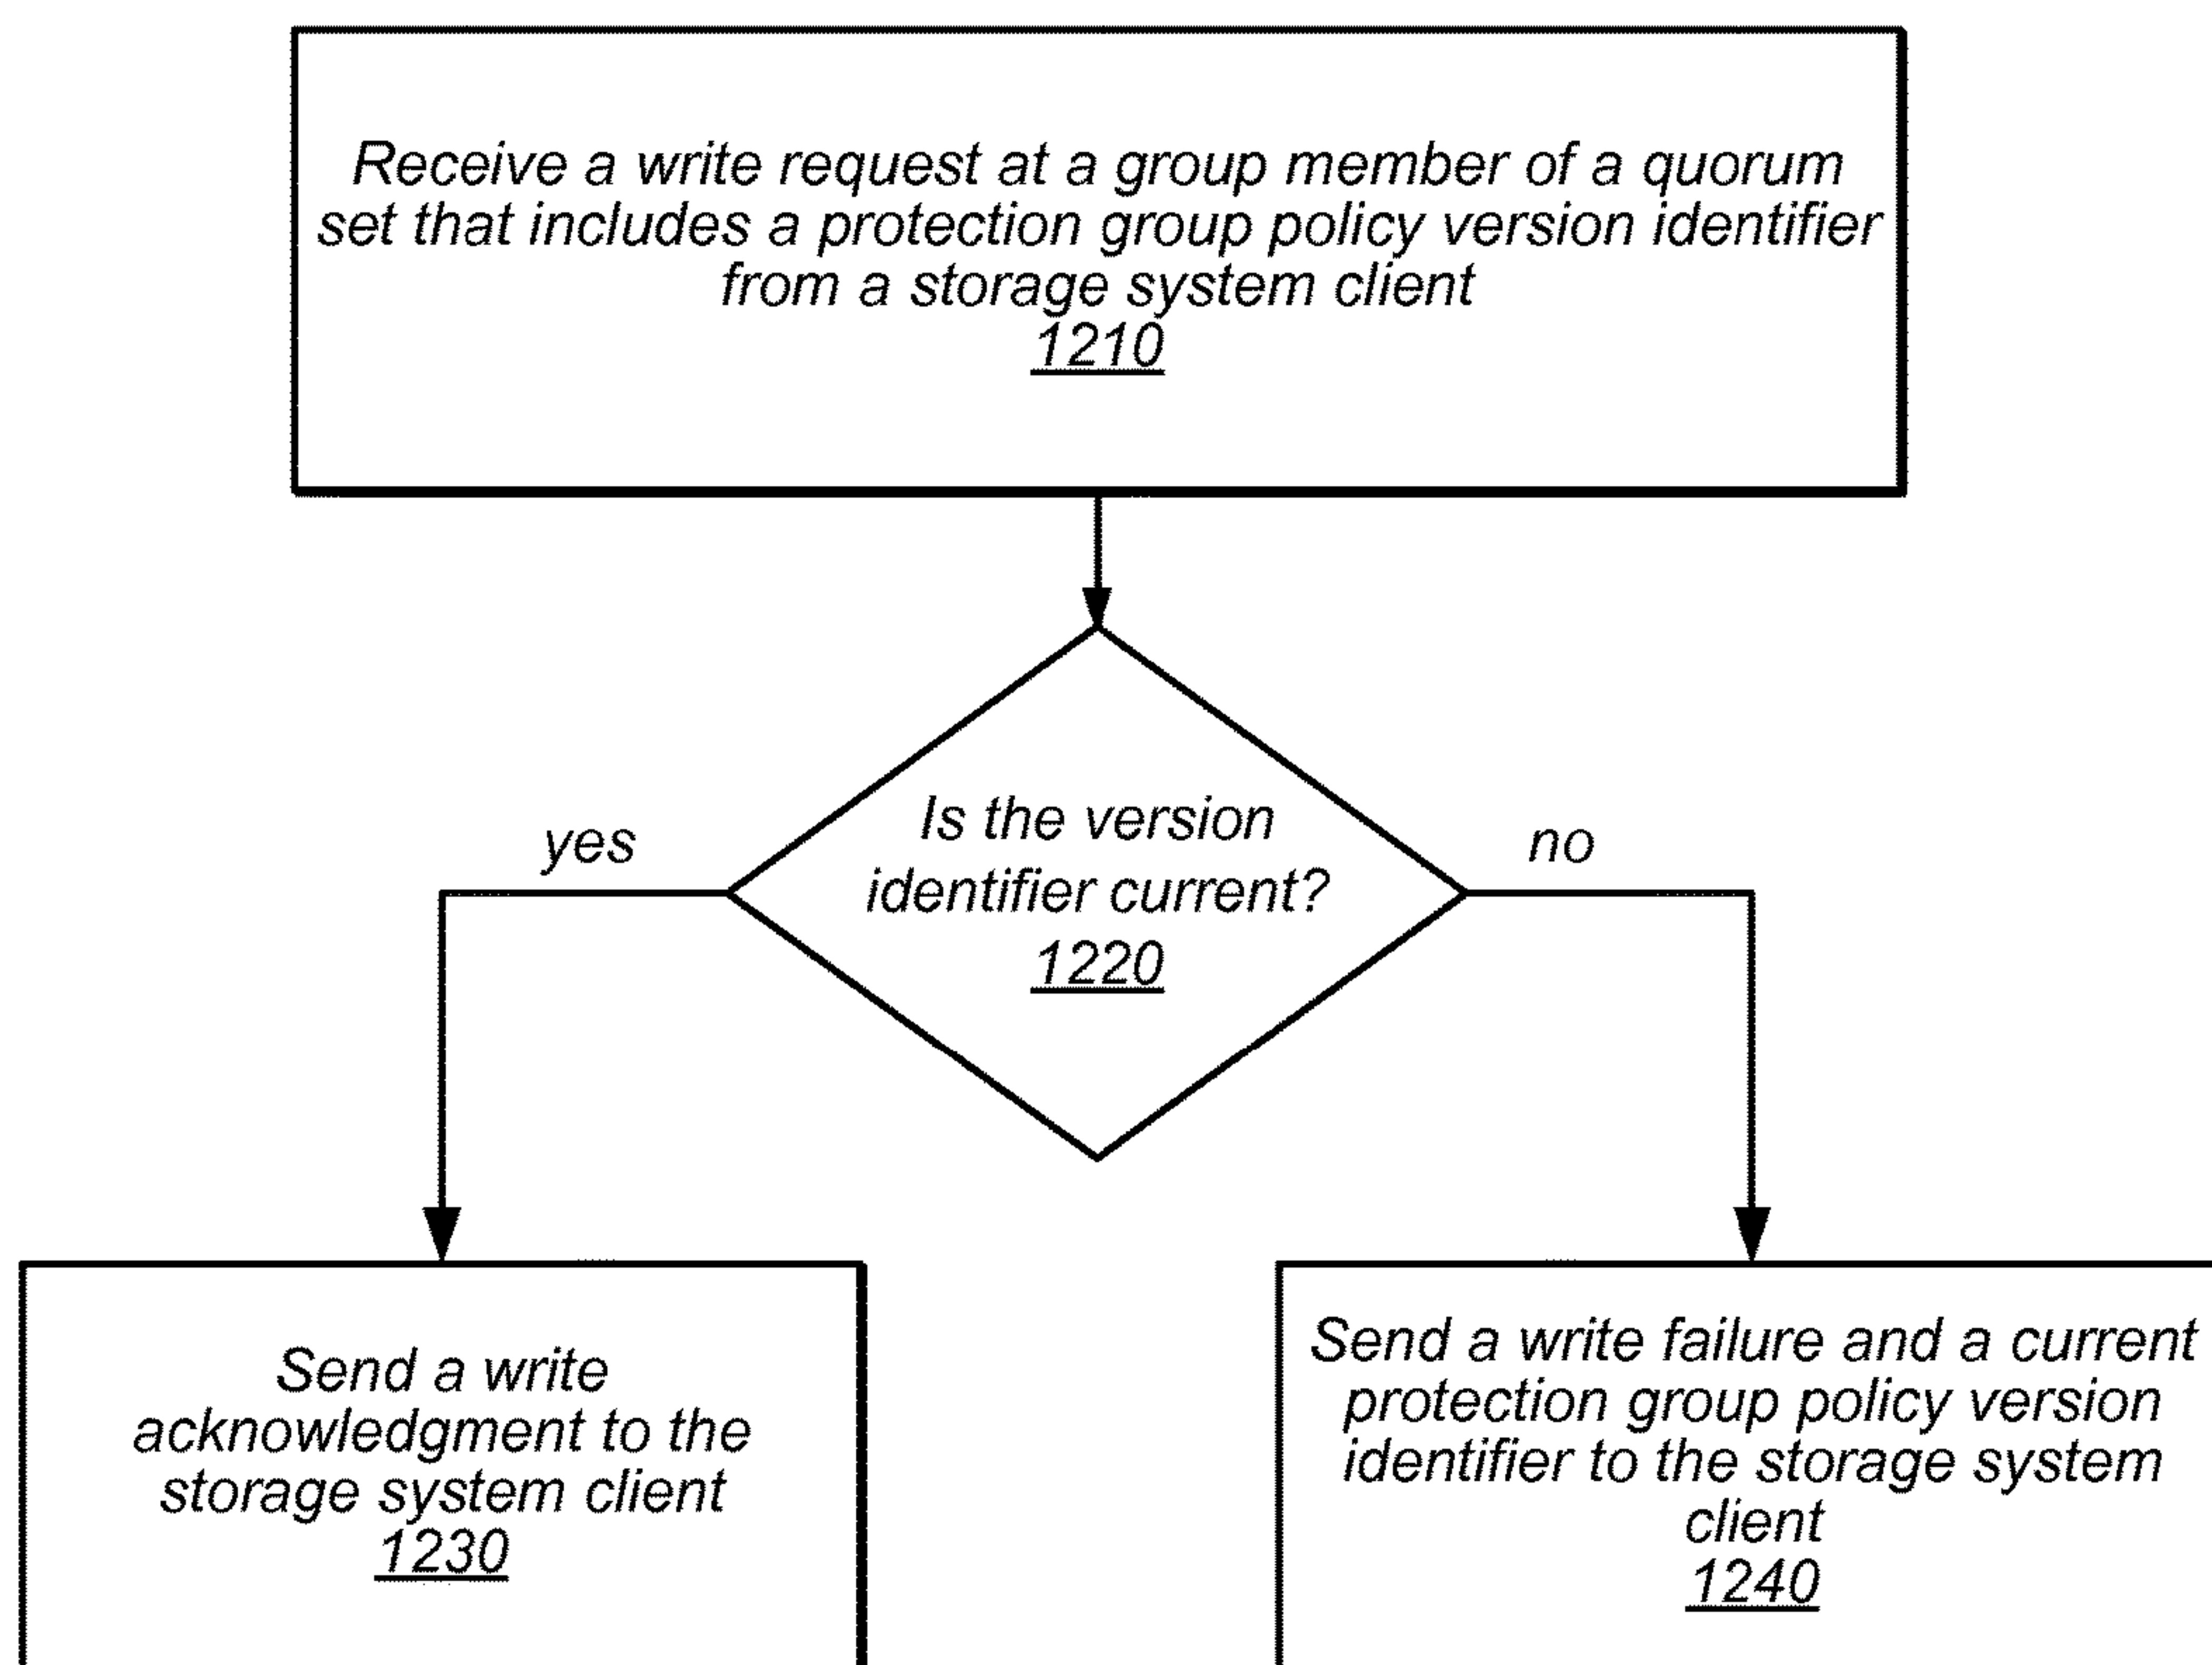 Receive a write request at a group member of a quorum
set that includes a protection group policy version identifier
from a storage system client
1210
Is the version
identifier current?
1220
yes
no
Send a write
acknowledgment to the
storage system client
1230
Send a write failure and a current
protection group policy version
identifier to the storage system
client
1240